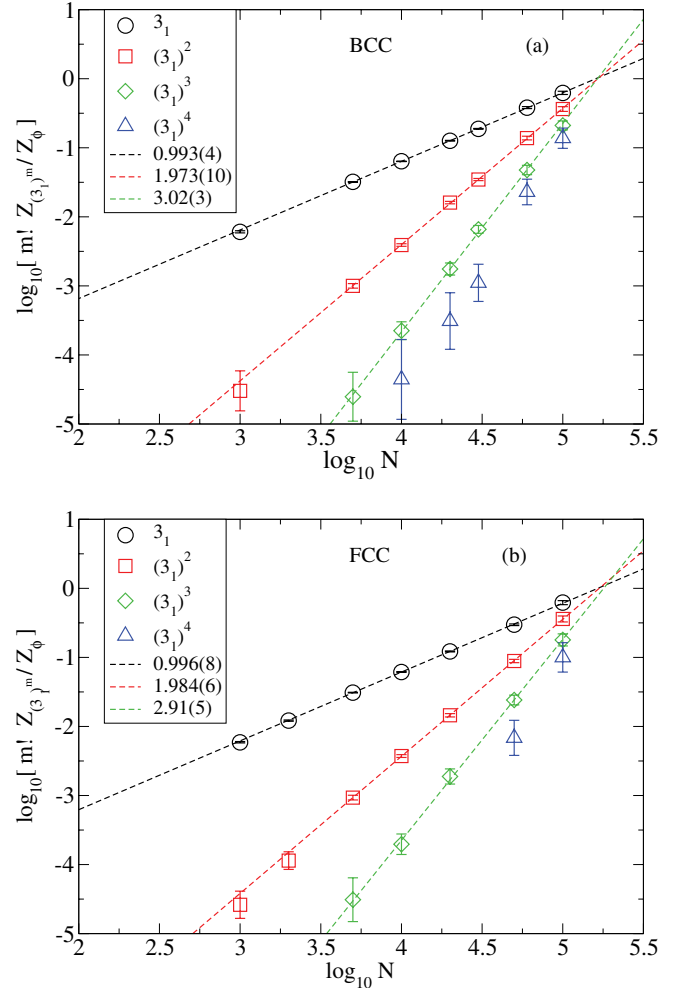 BCC
(a)
3₁
(3₁)²
(3₁)³
(3₁)⁴
0.993(4)
1.973(10)
3.02(3)
log₁₀[ m! Z₍₃₁₎ᵐ/Z_ϕ ]
1
0
-1
-2
-3
-4
-5
2 2.5 3 3.5 4 4.5 5 5.5
log₁₀ N
FCC
(b)
3₁
(3₁)²
(3₁)³
(3₁)⁴
0.996(8)
1.984(6)
2.91(5)
log₁₀[ m! Z₍₃₁₎ᵐ/Z_ϕ ]
1
0
-1
-2
-3
-4
-5
2 2.5 3 3.5 4 4.5 5 5.5
log₁₀ N